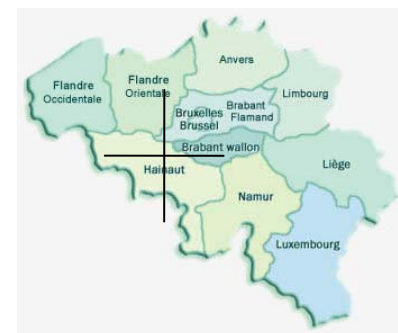 Anvers
Flandre
Occidentale
Flandre
Orientale
Limbourg
Bruxelles
Brussel
Brabant
Flamand
Brabant wallon
Liège
Hainaut
Namur
Luxembourg